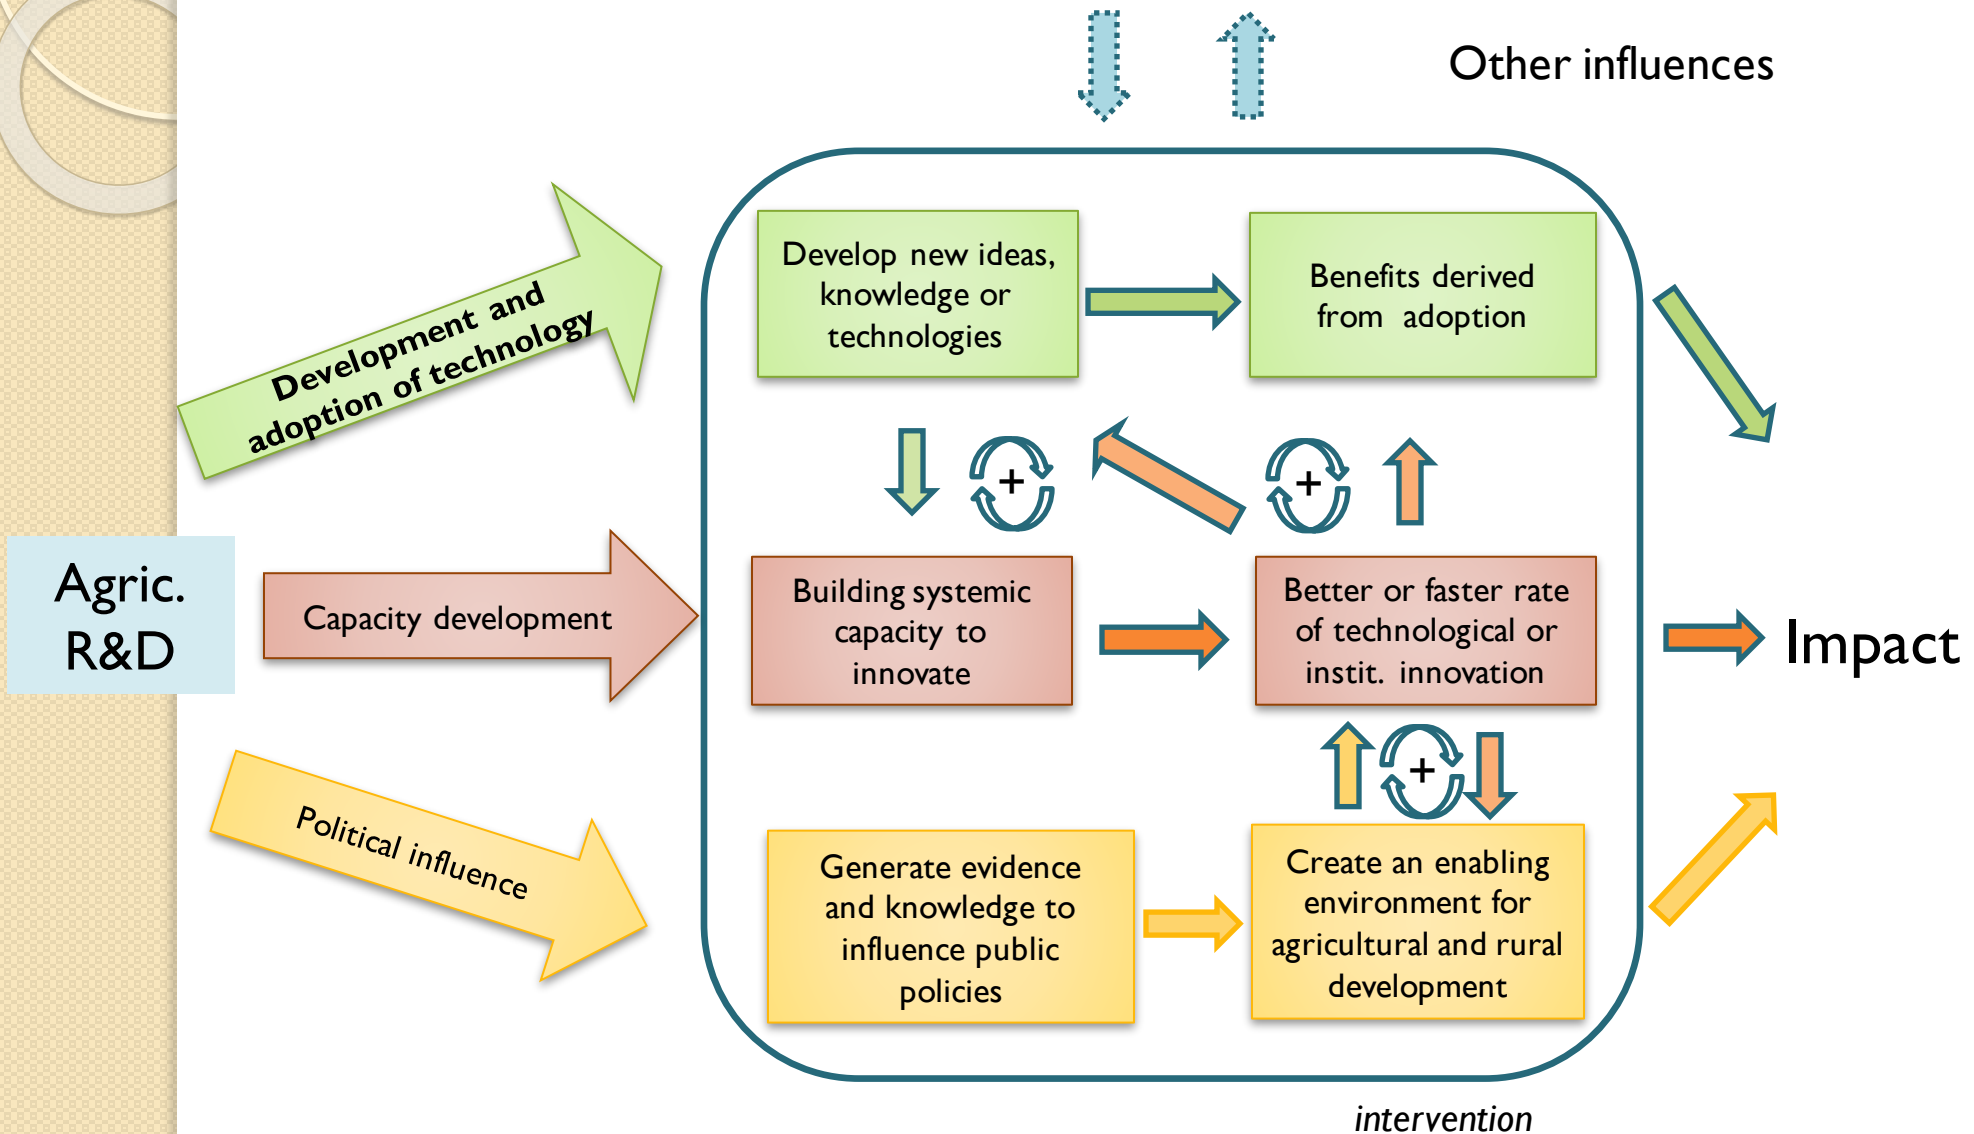 Other influences
Development and
adoption of technology
Develop new ideas,
knowledge or
technologies
Benefits derived
from adoption
+
+
Agric.
R&D
Capacity development
Building systemic
capacity to
innovate
Better or faster rate
of technological or
instit. innovation
Impact
+
Political influence
Generate evidence
and knowledge to
influence public
policies
Create an enabling
environment for
agricultural and rural
development
intervention